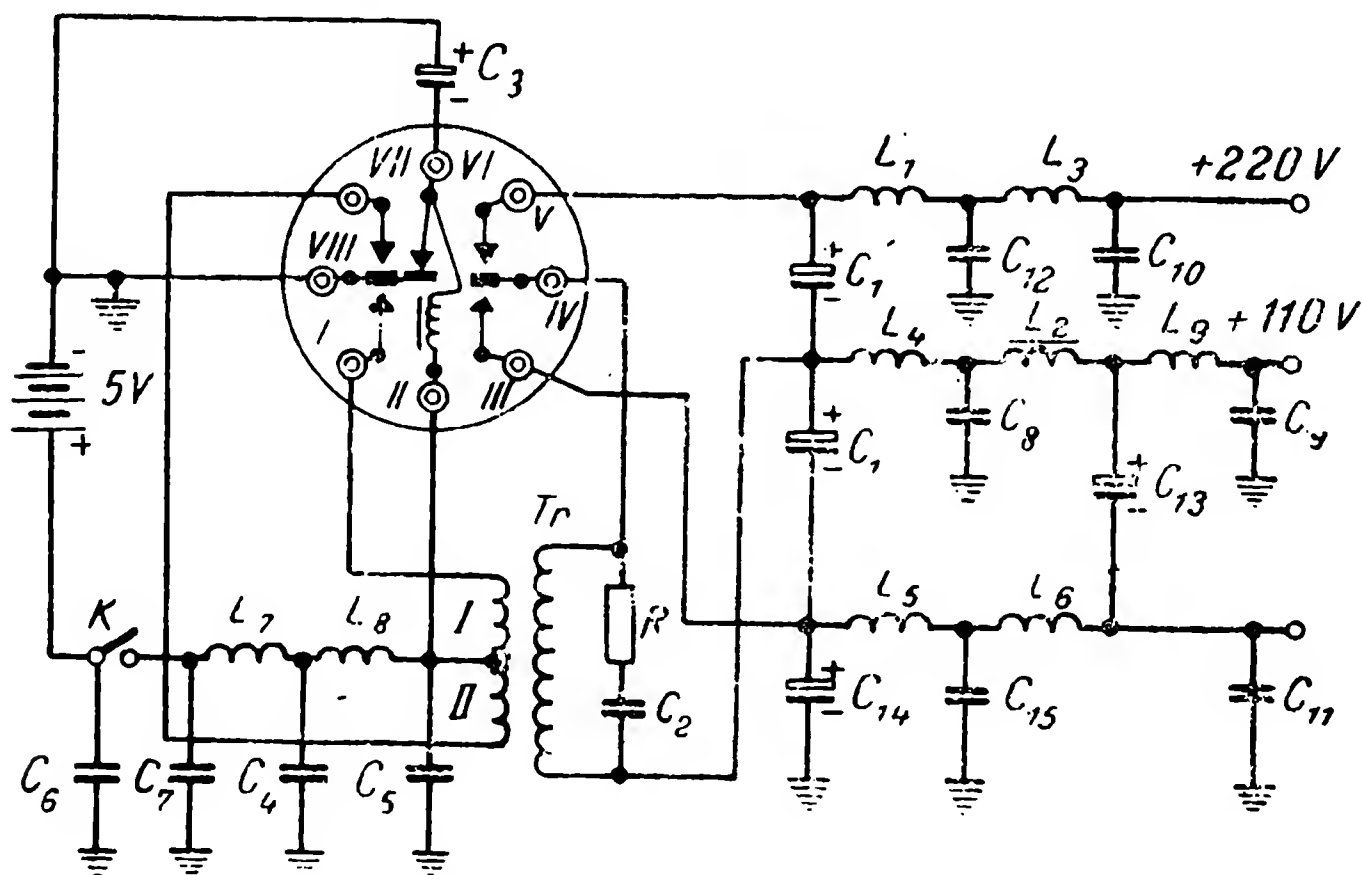 + C3
-
VII VI
L1 L3 +220 V
V
VIII
+ C1 -
C12 C10
IV
I
L4 L2 L9 +110 V
- 5V +
II III
+ C1 -
C8
+ C13 --
Tr
K L7 L8
I
R
L5 L6
II
C2
+ C14 -
C15 C11
C6 C7 C4 C5